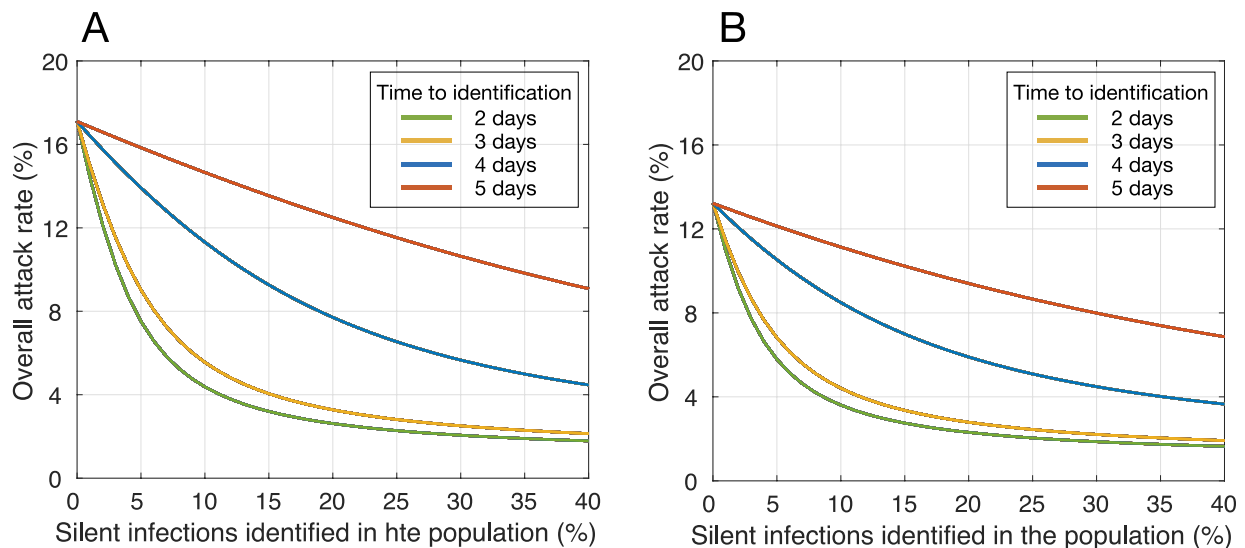 A
20
16
12
8
4
0
Overall attack rate (%)
Time to identification
2 days
3 days
4 days
5 days
0 5 10 15 20 25 30 35 40
Silent infections identified in hte population (%)
B
20
16
12
8
4
0
Overall attack rate (%)
Time to identification
2 days
3 days
4 days
5 days
0 5 10 15 20 25 30 35 40
Silent infections identified in the population (%)